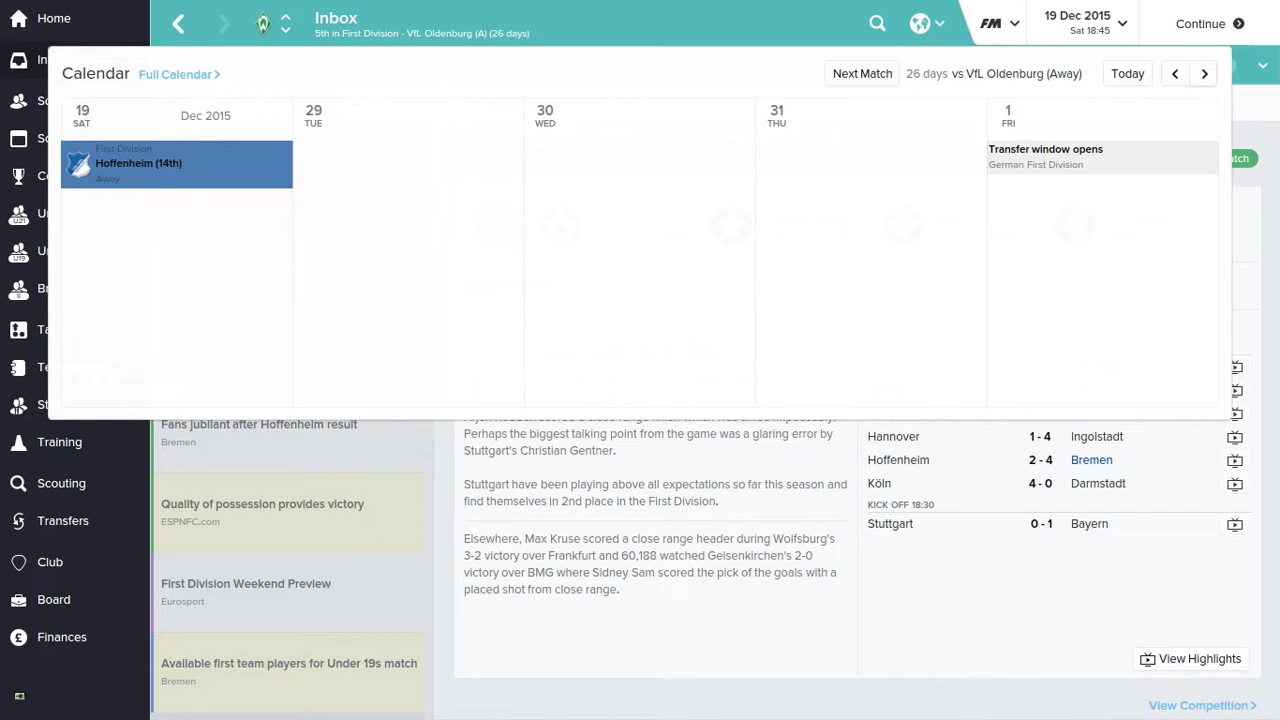 Home
Inbox
5th in First Division - VfL Oldenburg (A) (26 days)
FM
19 Dec 2015
Sat 18:45
Continue
Calendar
Full Calendar
Next Match
26 days vs VfL Oldenburg (Away)
Today
19
SAT
Dec 2015
29
TUE
30
WED
31
THU
1
FRI
First Division
Hoffenheim (14th)
Away
Transfer window opens
German First Division
U21
U19
Fans jubilant after Hoffenheim result
Bremen
Perhaps the biggest talking point from the game was a glaring error by
Stuttgart's Christian Gentner.
Stuttgart have been playing above all expectations so far this season and
find themselves in 2nd place in the First Division.
Hannover 1 - 4 Ingolstadt
Hoffenheim 2 - 4 Bremen
Köln 4 - 0 Darmstadt
KICK OFF 18:30
Stuttgart 0 - 1 Bayern
Training
Scouting
Transfers
Club
Board
Finances
Quality of possession provides victory
ESPNFC.com
Elsewhere, Max Kruse scored a close range header during Wolfsburg's
3-2 victory over Frankfurt and 60,188 watched Gelsenkirchen's 2-0
victory over BMG where Sidney Sam scored the pick of the goals with a
placed shot from close range.
First Division Weekend Preview
Eurosport
Available first team players for Under 19s match
Bremen
View Highlights
View Competition